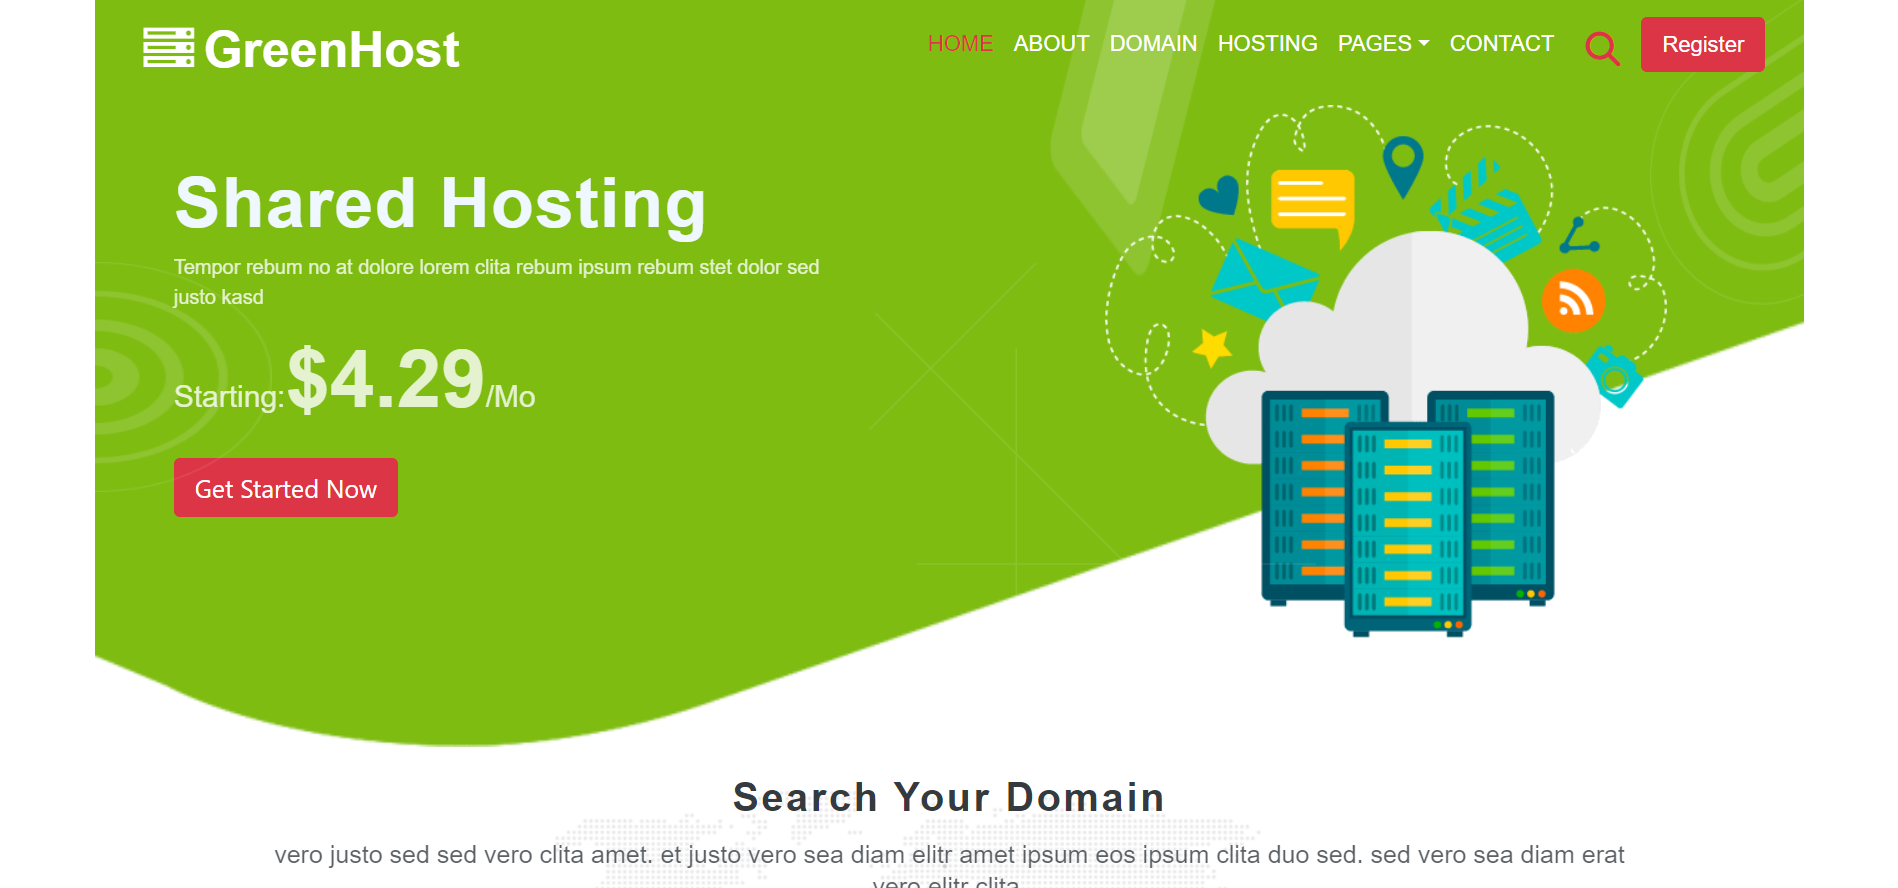 GreenHost
HOME ABOUT DOMAIN HOSTING PAGES CONTACT Register
Shared Hosting
Tempor rebum no at dolore lorem clita rebum ipsum rebum stet dolor sed
justo kasd
Starting:$4.29/Mo
Get Started Now
Search Your Domain
vero justo sed sed vero clita amet. et justo vero sea diam elitr amet ipsum eos ipsum clita duo sed. sed vero sea diam erat
vero elitr clita.